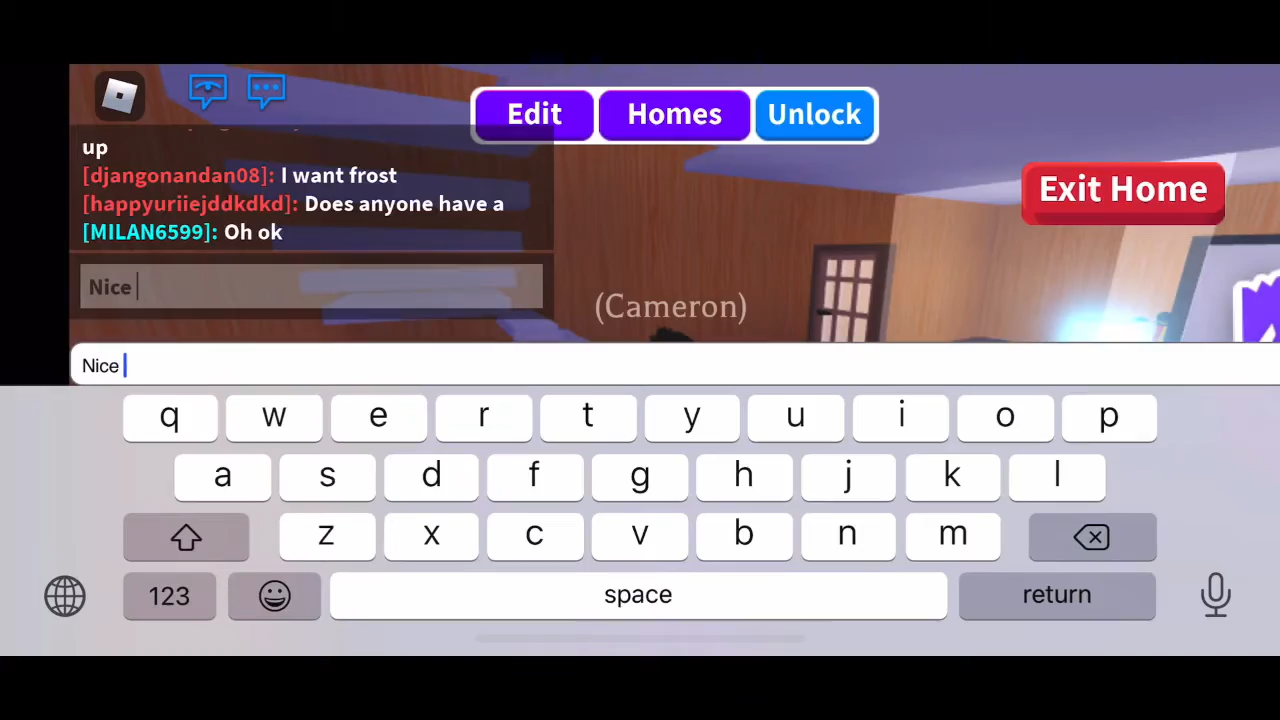 Edit Homes Unlock
up
[djangonandan08]: I want frost
[happyuriiejddkdkd]: Does anyone have a
[MILAN6599]: Oh ok
Exit Home
Nice
(Cameron)
Nice
q w e r t y u i o p
a s d f g h j k l
z x c v b n m
123 space return